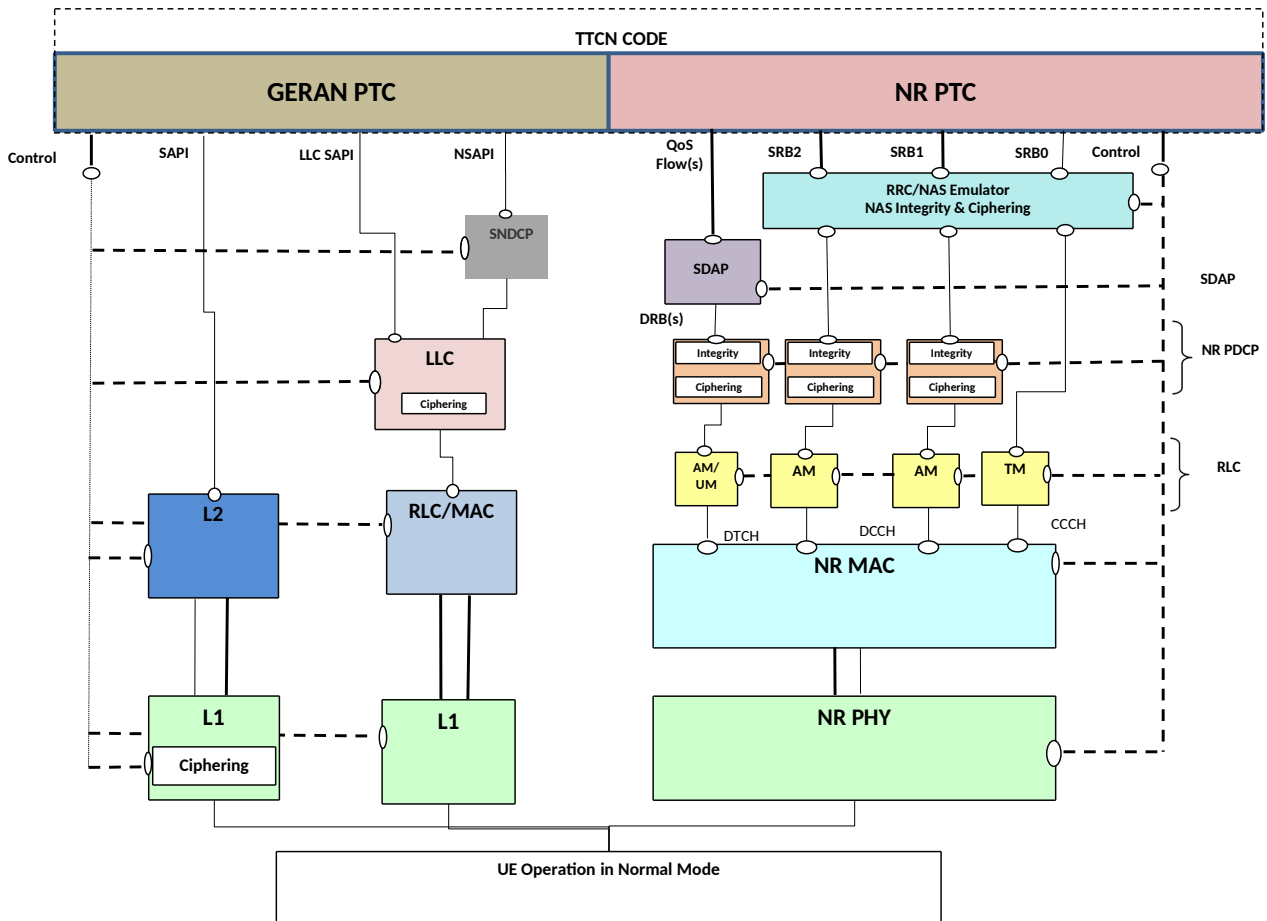 TTCN CODE
GERAN PTC
NR PTC
Control
SAPI
LLC SAPI
NSAPI
QoS
Flow(s)
SRB2
SRB1
SRB0
Control
RRC/NAS Emulator
NAS Integrity & Ciphering
SNDCP
SDAP
SDAP
DRB(s)
LLC
Ciphering
Integrity
Integrity
Integrity
NR PDCP
Ciphering
Ciphering
Ciphering
AM/
UM
AM
AM
TM
RLC
L2
RLC/MAC
DTCH
DCCH
CCCH
NR MAC
L1
L1
NR PHY
Ciphering
UE Operation in Normal Mode